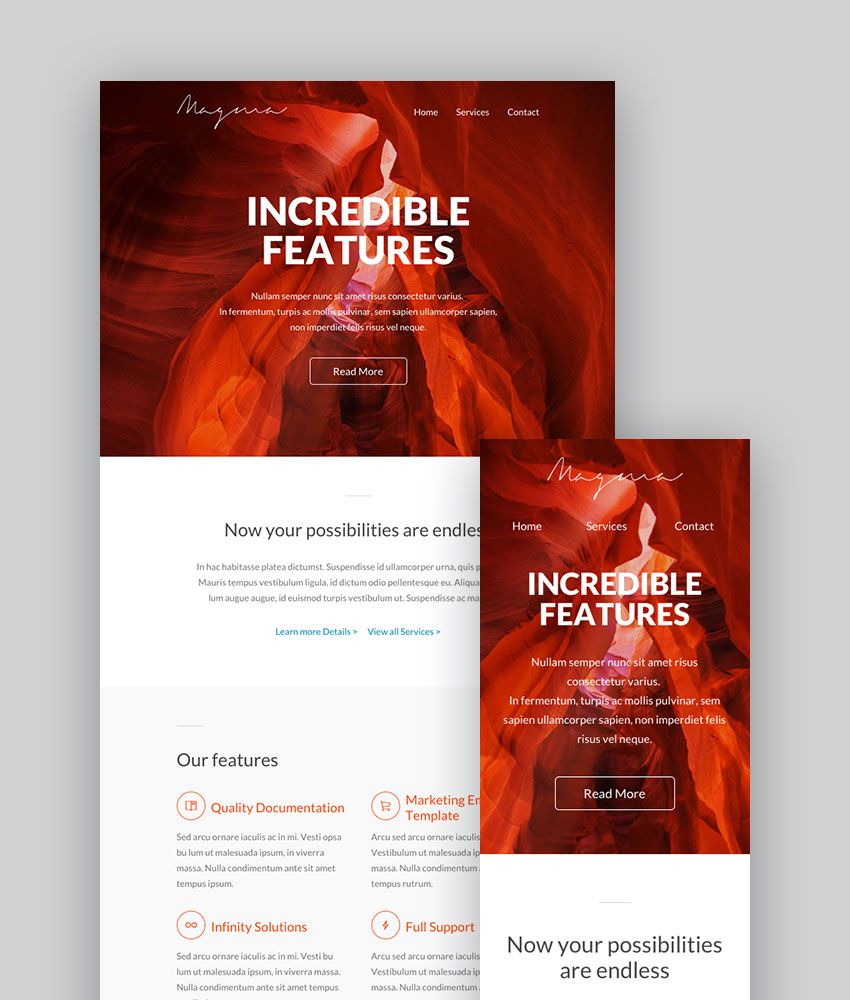 Magma
Home Services Contact
INCREDIBLE
FEATURES
Nullam semper nunc sit amet risus consectetur varius.
In fermentum, turpis ac mollis pulvinar, sem sapien ullamcorper sapien,
non imperdiet felis risus vel neque.
Read More
Now your possibilities are endles
In hac habitasse platea dictumst. Suspendisse id ullamcorper urna, quis
Mauris tempus vestibulum ligula, id dictum odio pellentesque eu. Aliqua
lum augue augue, id euismod turpis vestibulum ut. Suspendisse ac
Learn more Details > View all Services >
Our features
Quality Documentation
Sed arcu ornare iaculis ac in mi. Vesti opsa
bu lum ut malesuada ipsum, in viverra
massa. Nulla condimentum ante sit amet
tempus ipsum.
Marketing Em
Template
Arcu sed arcu ornare iaculis
Vestibulum ut malesuada
massa. Nulla condimentum
tempus rutrum.
Infinity Solutions
Sed arcu ornare iaculis ac in mi. Vesti bu
lum ut malesuada ipsum, in viverra massa.
Nulla condimentum ante sit amet tempus
Full Support
Arcu sed arcu ornare iaculis
Vestibulum ut malesuada
massa. Nulla condimentum
Magma
Home Services Contact
INCREDIBLE
FEATURES
Nullam semper nunc sit amet risus
consectetur varius.
In fermentum, turpis ac mollis pulvinar, sem
sapien ullamcorper sapien, non imperdiet felis
risus vel neque.
Read More
Now your possibilities
are endless